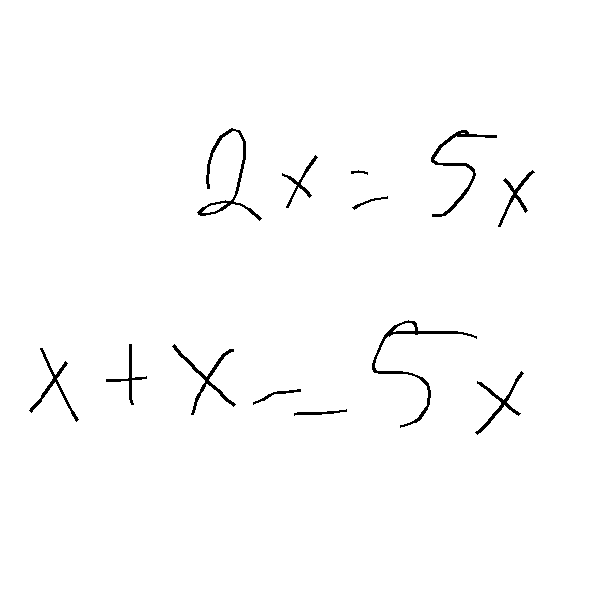 2x = 5x
x + x = 5x